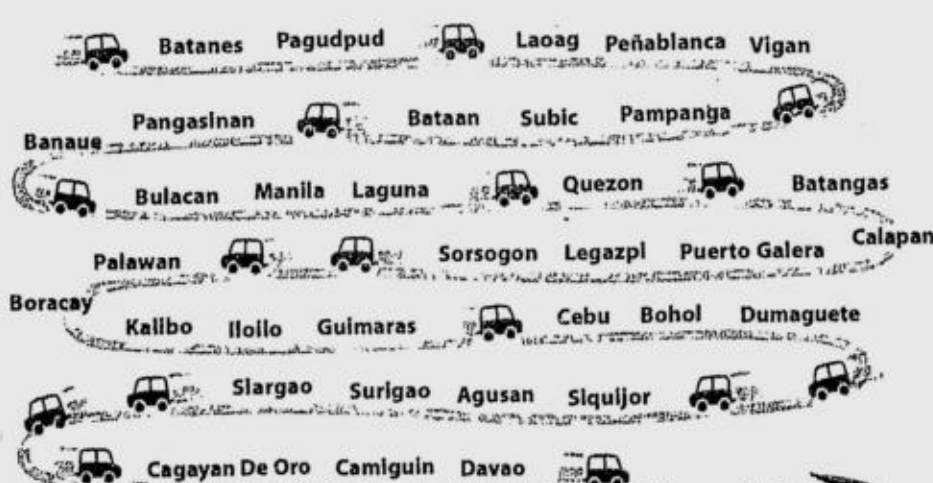 Batanes Pagudpud Laoag Peñablanca Vigan
Pangasinan Bataan Subic Pampanga
Banaue
Bulacan Manila Laguna Quezon Batangas
Calapan
Palawan Sorsogon Legazpi Puerto Galera
Boracay
Kalibo Iloilo Guimaras Cebu Bohol Dumaguete
Siargao Surigao Agusan Siquijor
Cagayan De Oro Camiguin Davao